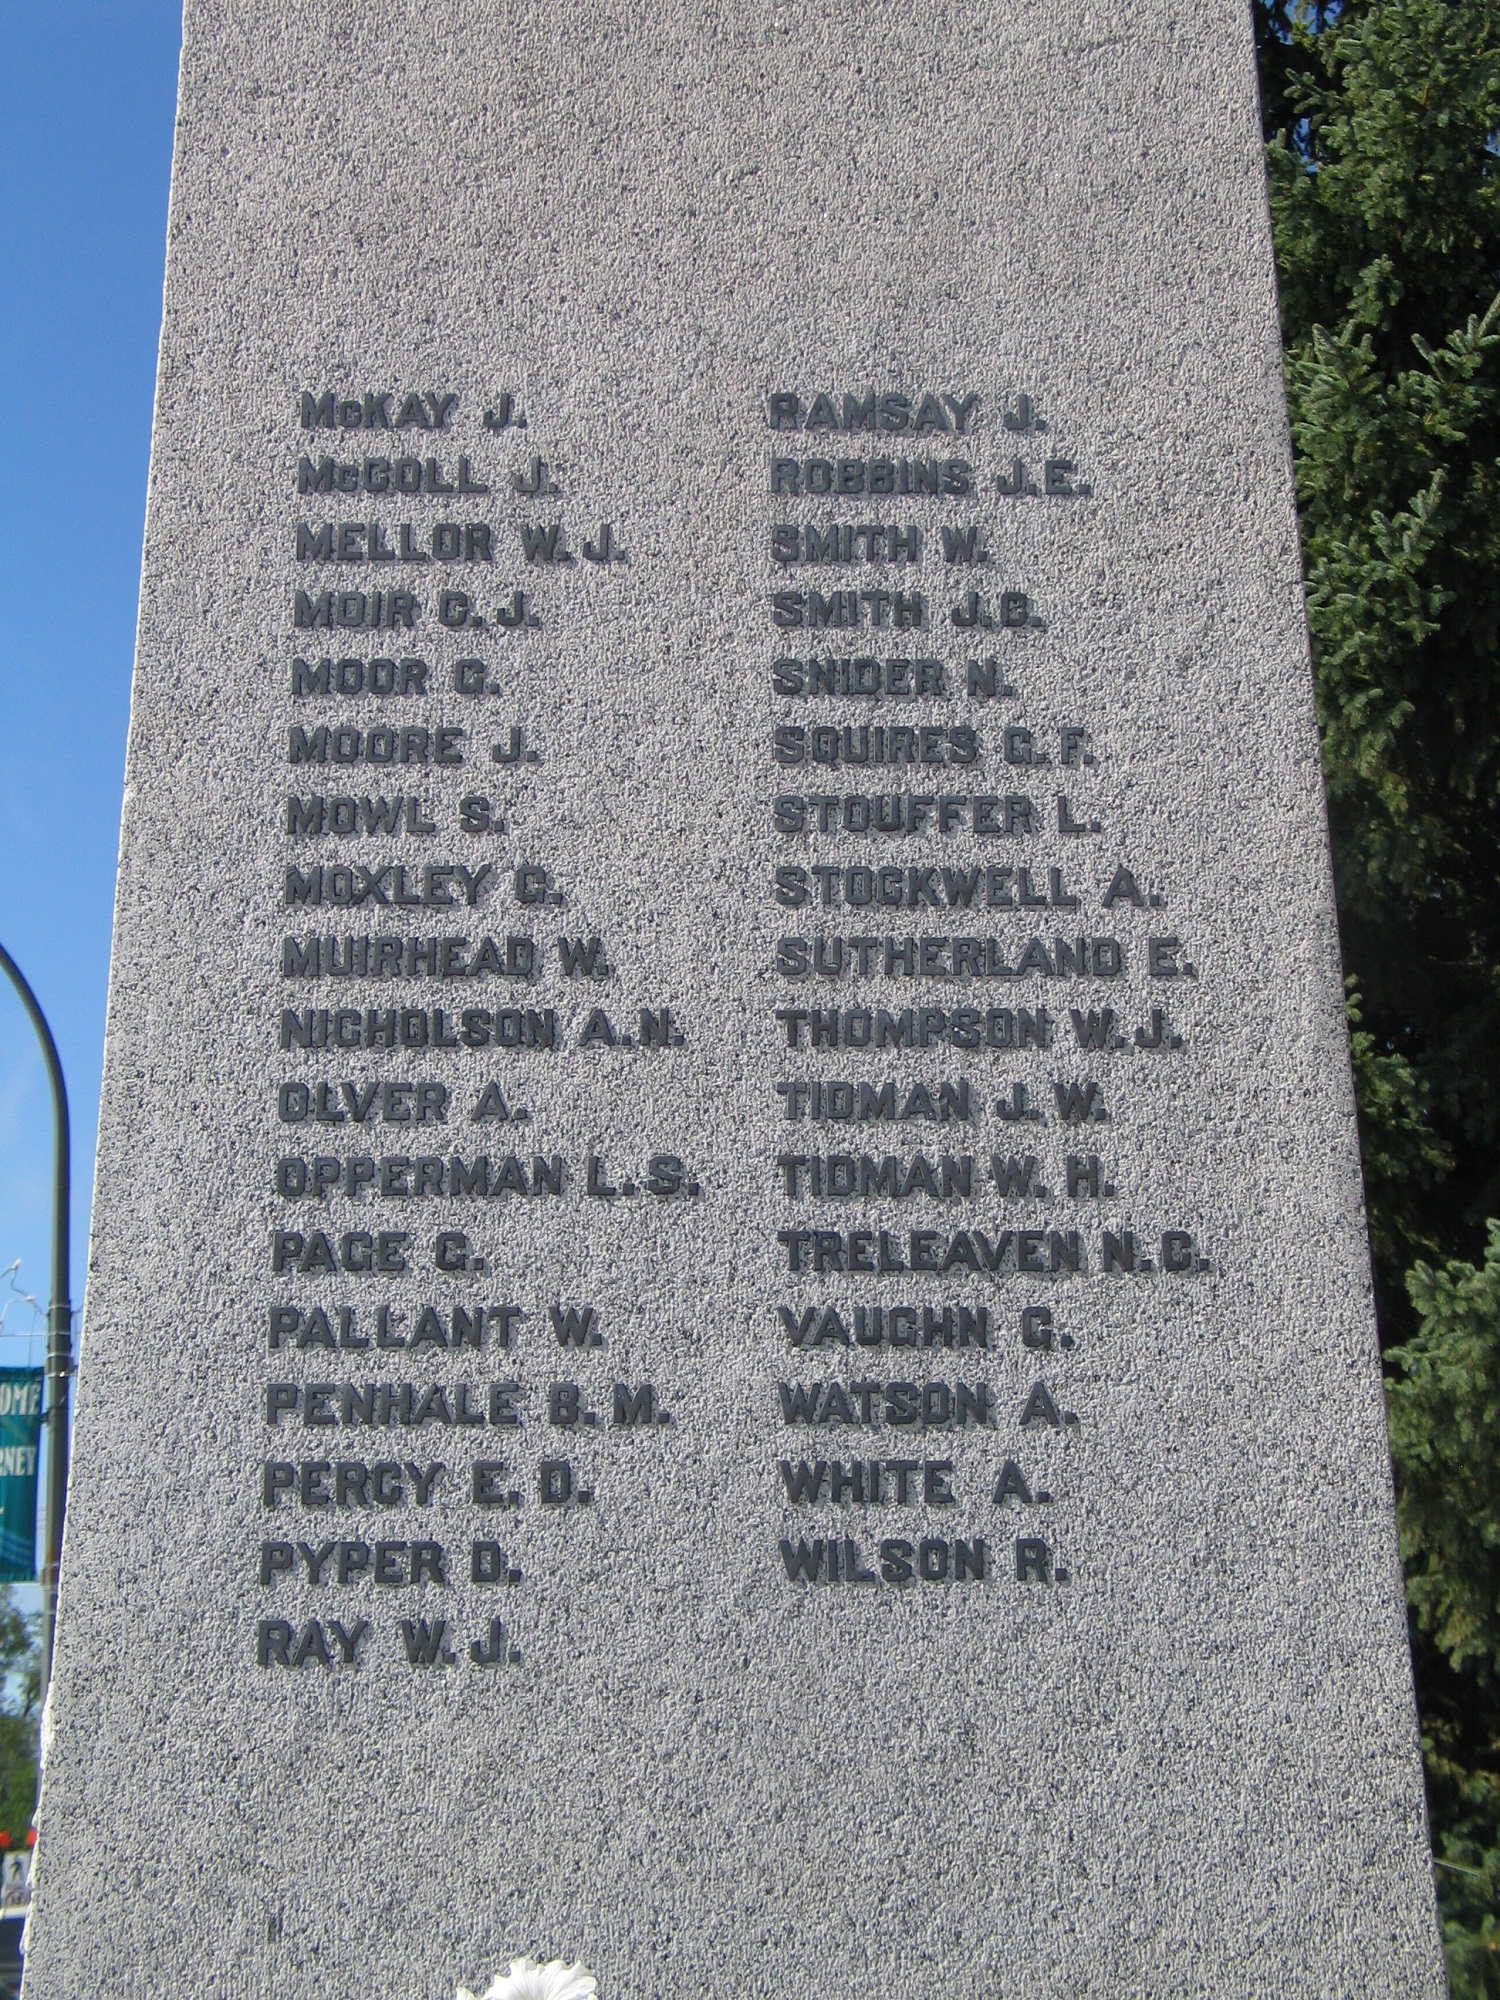 McKAY J.
McCOLL J.
MELLOR W. J.
MOIR C. J.
MOOR C.
MOORE J.
MOWL S.
MOXLEY G.
MUIRHEAD W.
NICHOLSON A. N.
OLVER A.
OPPERMAN L. S.
PAGE G.
PALLANT W.
PENHALE B. M.
PERCY E. D.
PYPER D.
RAY W. J.
RAMSAY J.
ROBBINS J. E.
SMITH W.
SMITH J. C.
SNIDER N.
SQUIRES G. F.
STOUFFER L.
STOCKWELL A.
SUTHERLAND E.
THOMPSON W. J.
TIDMAN J. W.
TIDMAN W. H.
TRELEAVEN N. C.
VAUGHN G.
WATSON A.
WHITE A.
WILSON R.